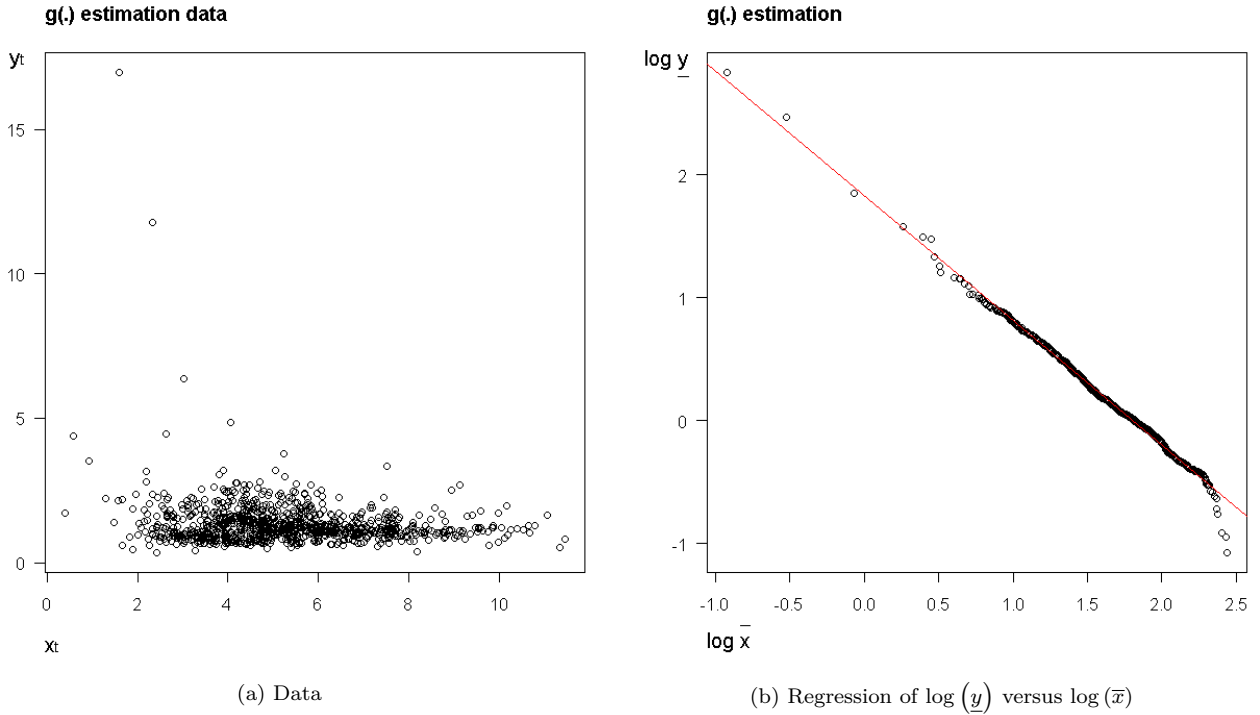 g(.) estimation data
yt
15
10
5
0
0 2 4 6 8 10
xt
(a) Data
g(.) estimation
log y
2
1
0
-1
-1.0 -0.5 0.0 0.5 1.0 1.5 2.0 2.5
log x̅
(b) Regression of log (y̲) versus log (x̅)